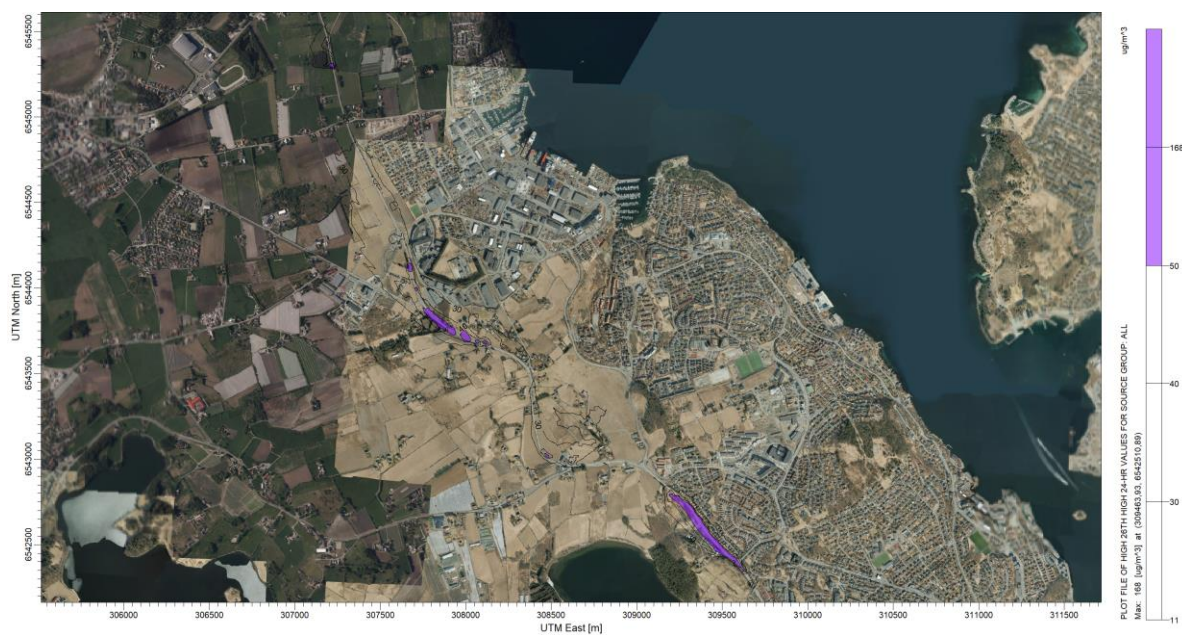 6545500
6545000
6544500
6544000
6543500
6543000
6542500
UTM North [m]
306000 306500 307000 307500 308000 308500 309000 309500 310000 310500 311000 311500
UTM East [m]
PLOT FILE OF HIGH 26TH HIGH 24-HR VALUES FOR SOURCE GROUP: ALL
Max: 168 [ug/m^3] at (309463,93, 6542510,89)
ug/m^3
168
50
40
30
11